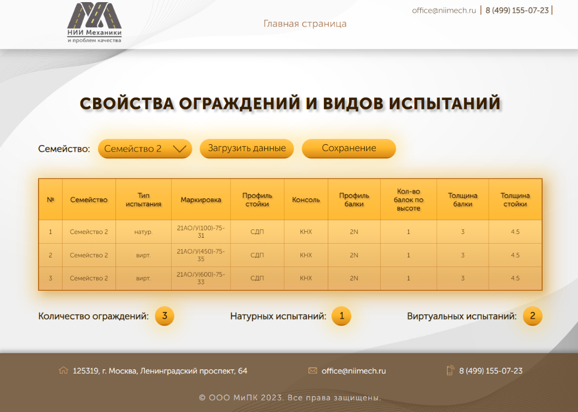 НИИ Механики
и проблем качества
Главная страница
office@niimech.ru | 8 (499) 155-07-23 |
СВОЙСТВА ОГРАЖДЕНИЙ И ВИДОВ ИСПЫТАНИЙ
Семейство: Семейство 2 Загрузить данные Сохранение
№ Семейство Тип испытания Маркировка Профиль стойки Консоль Профиль балки Кол-во балок по высоте Толщина балки Толщина стойки
1 Семейство 2 натур. 21АО/У(100)-75-31 СДП КНХ 2N 1 3 4.5
2 Семейство 2 вирт. 21АО/У(450)-75-35 СДП КНХ 2N 1 3 4.5
3 Семейство 2 вирт. 21АО/У(600)-75-33 СДП КНХ 2N 1 3 4.5
Количество ограждений: 3 Натурных испытаний: 1 Виртуальных испытаний: 2
125319, г. Москва, Ленинградский проспект, 64 office@niimech.ru 8 (499) 155-07-23
© ООО МиПК 2023. Все права защищены.